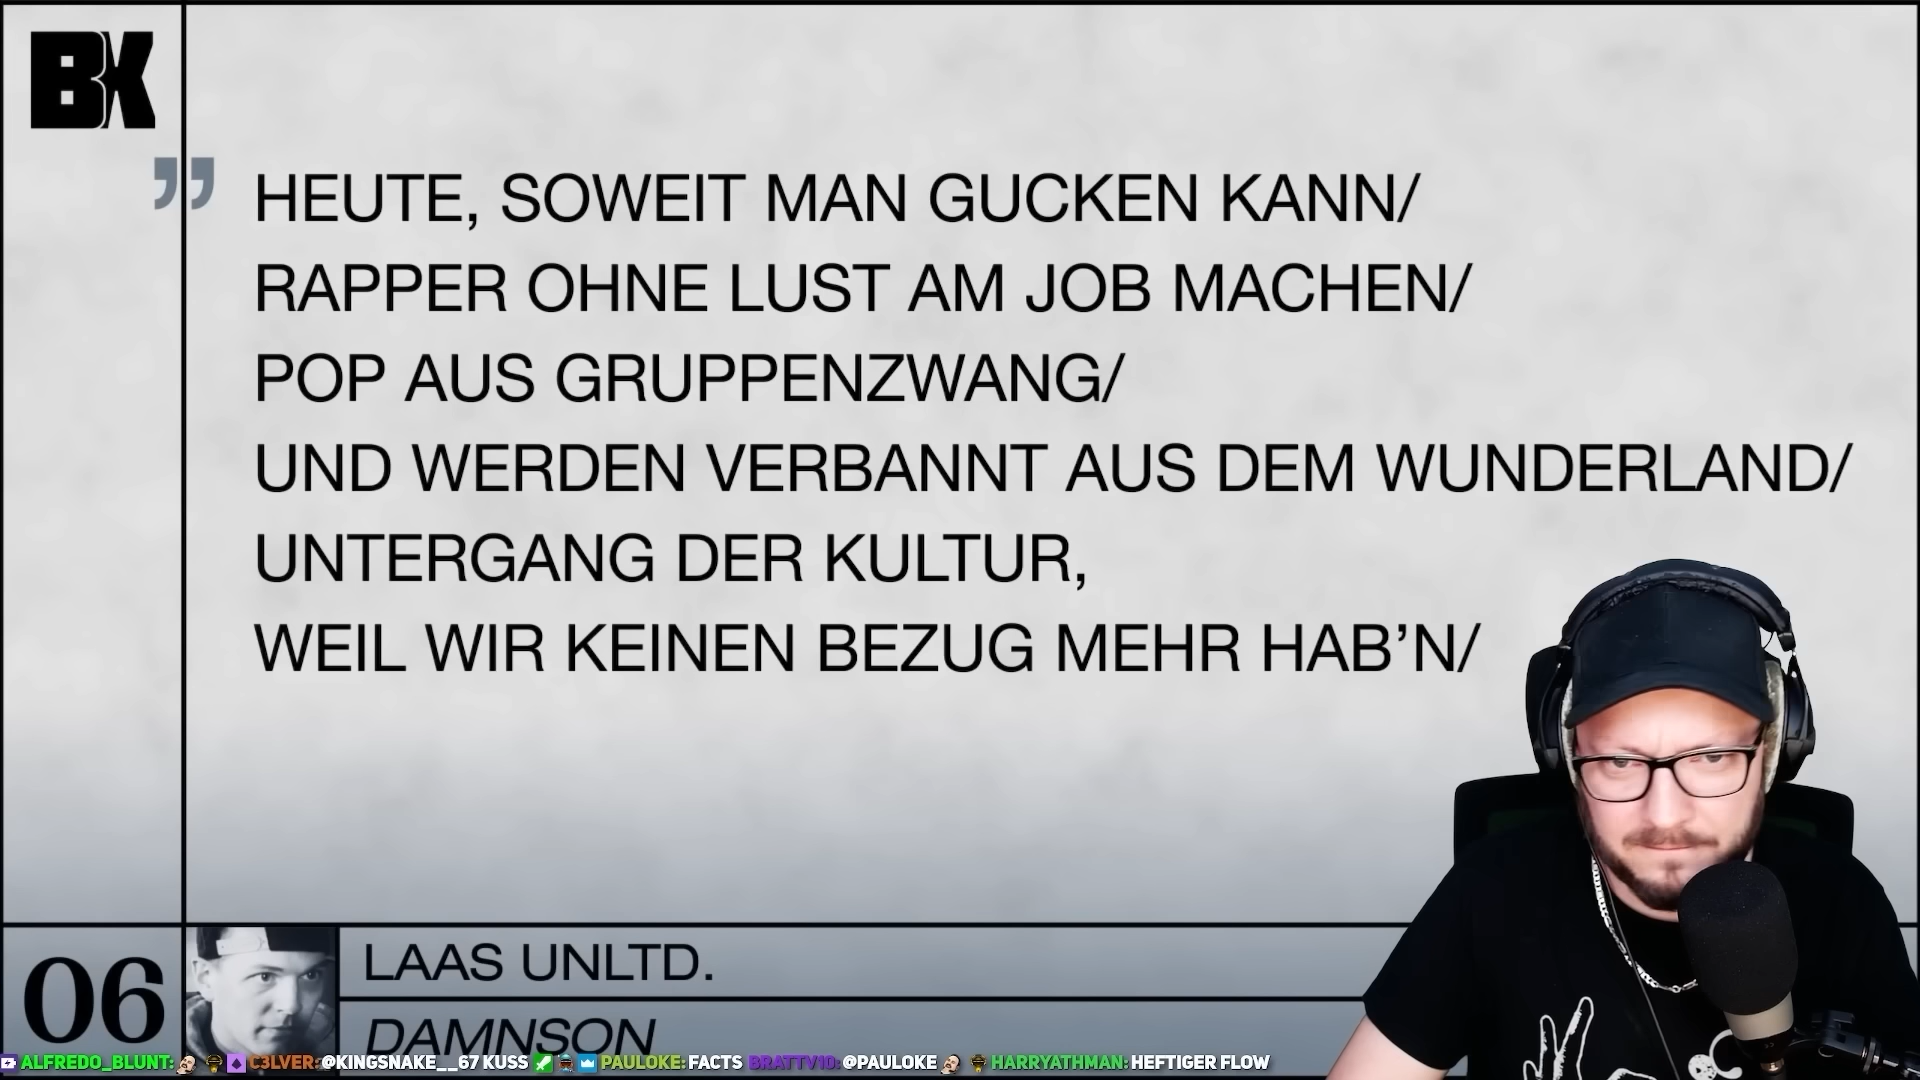 BK
” HEUTE, SOWEIT MAN GUCKEN KANN/
RAPPER OHNE LUST AM JOB MACHEN/
POP AUS GRUPPENZWANG/
UND WERDEN VERBANNT AUS DEM WUNDERLAND/
UNTERGANG DER KULTUR,
WEIL WIR KEINEN BEZUG MEHR HAB’N/
06
LAAS UNLTD.
DAMNSON
ALFREDO_BLUNT: C3LVER: @KINGSNAKE__67 KUSS PAULOKE: FACTS BRATTV10: @PAULOKE HARRYATHMAN: HEFTIGER FLOW